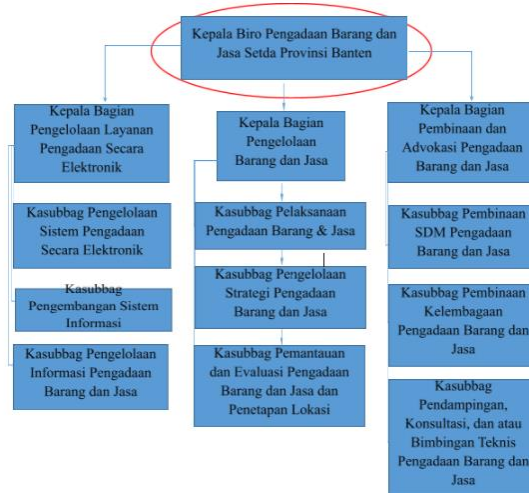 Kepala Biro Pengadaan Barang dan
Jasa Setda Provinsi Banten
Kepala Bagian
Pengelolaan Layanan
Pengadaan Secara
Elektronik
Kasubbag Pengelolaan
Sistem Pengadaan
Secara Elektronik
Kasubbag
Pengembangan Sistem
Informasi
Kasubbag Pengelolaan
Informasi Pengadaan
Barang dan Jasa
Kepala Bagian
Pengelolaan
Barang dan Jasa
Kasubbag Pelaksanaan
Pengadaan Barang & Jasa
Kasubbag Pengelolaan
Strategi Pengadaan
Barang dan Jasa
Kasubbag Pemantauan
dan Evaluasi Pengadaan
Barang dan Jasa dan
Penetapan Lokasi
Kepala Bagian
Pembinaan dan
Advokasi Pengadaan
Barang dan Jasa
Kasubbag Pembinaan
SDM Pengadaan
Barang dan Jasa
Kasubbag Pembinaan
Kelembagaan
Pengadaan Barang dan
Jasa
Kasubbag
Pendampingan,
Konsultasi, dan atau
Bimbingan Teknis
Pengadaan Barang dan
Jasa